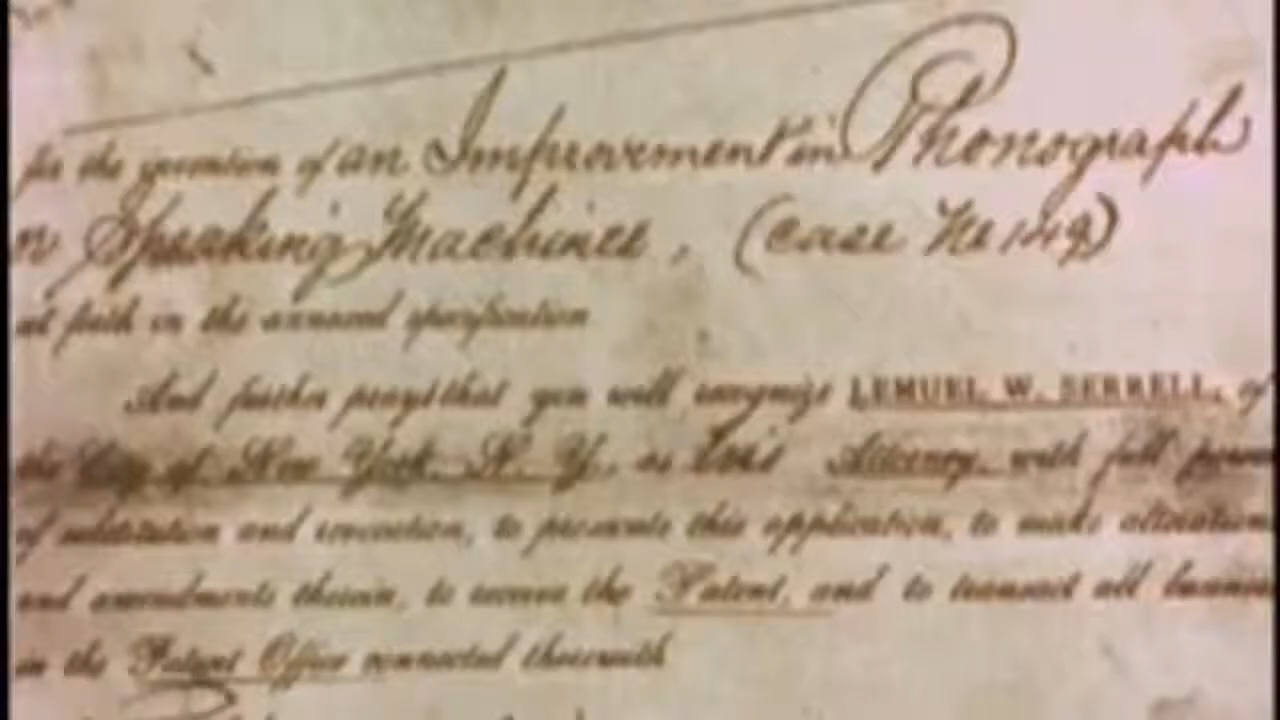 for the invention of an Improvement in Phonograph
or Speaking Machines, (Case No 149)
set forth in the annexed specification
And further prays that you will recognize LEMUEL W. SERRELL, of
the City of New York, N. Y., as his Attorney, with full power
of substitution and revocation, to prosecute this application, to make alterations
and amendments therein, to receive the Patent, and to transact all business
in the Patent Office connected therewith